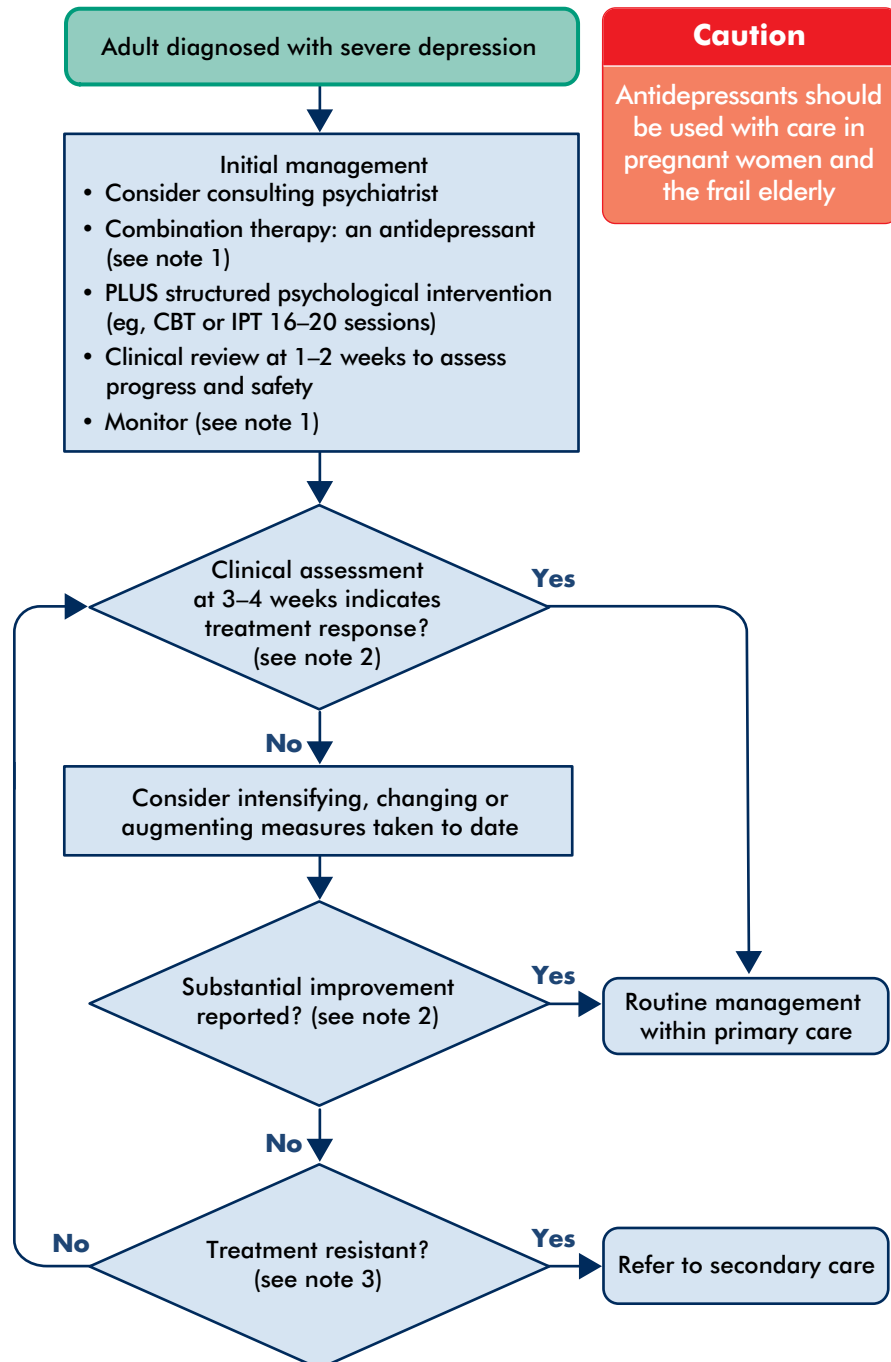 Adult diagnosed with severe depression
Caution
Antidepressants should
be used with care in
pregnant women and
the frail elderly
Initial management
• Consider consulting psychiatrist
• Combination therapy: an antidepressant
(see note 1)
• PLUS structured psychological intervention
(eg, CBT or IPT 16–20 sessions)
• Clinical review at 1–2 weeks to assess
progress and safety
• Monitor (see note 1)
Clinical assessment
at 3–4 weeks indicates
treatment response?
(see note 2)
Yes
No
Consider intensifying, changing or
augmenting measures taken to date
Substantial improvement
reported? (see note 2)
Yes
Routine management
within primary care
No
No
Treatment resistant?
(see note 3)
Yes
Refer to secondary care